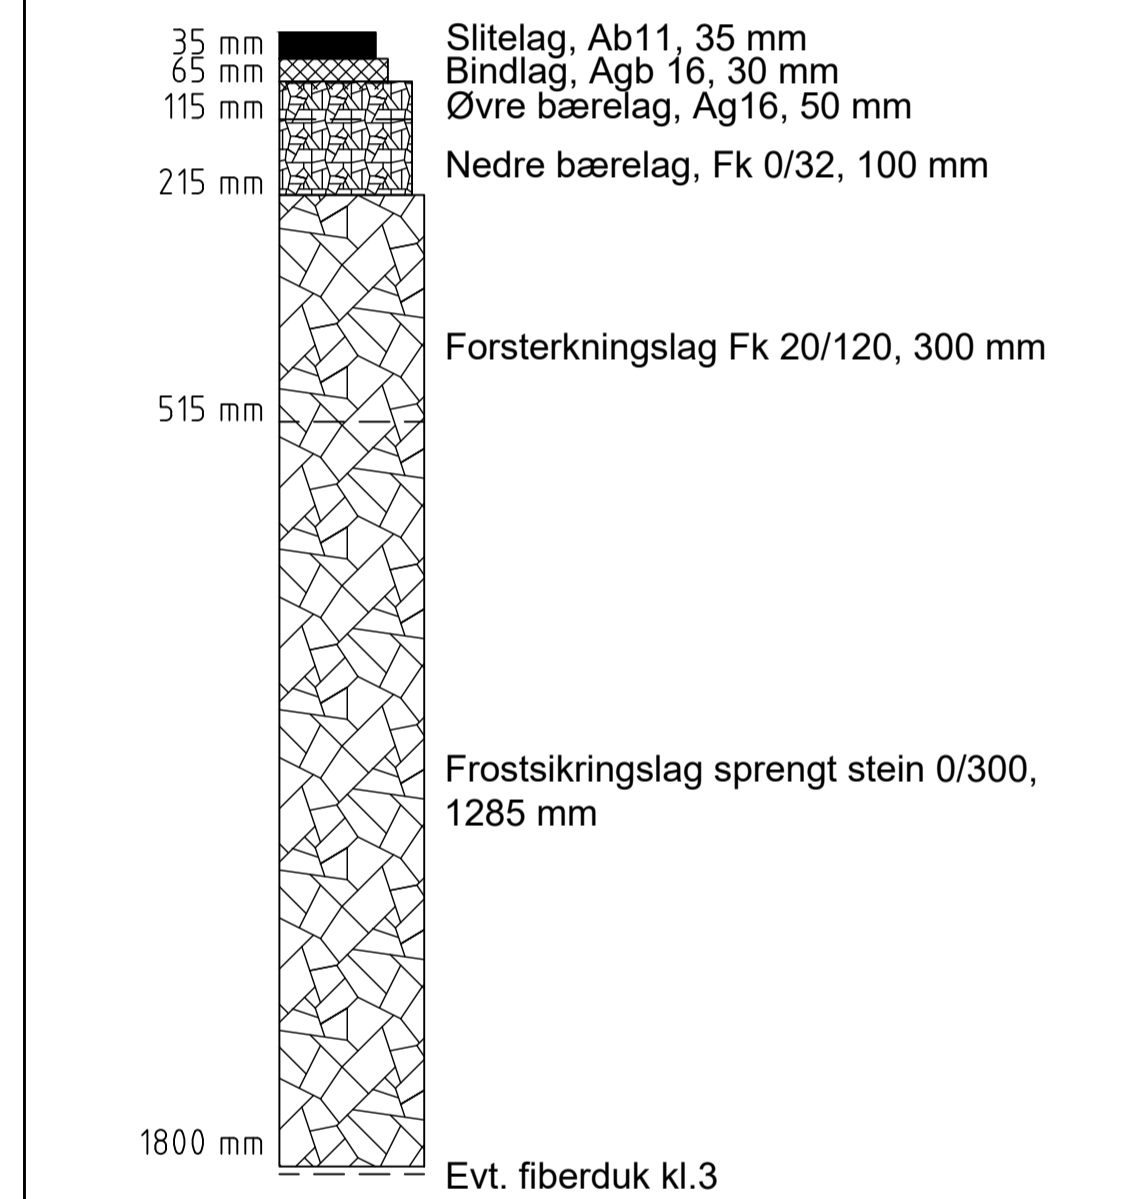 35 mm Slitelag, Ab11, 35 mm
65 mm Bindlag, Agb 16, 30 mm
115 mm Øvre bærelag, Ag16, 50 mm
Nedre bærelag, Fk 0/32, 100 mm
215 mm
Forsterkningslag Fk 20/120, 300 mm
515 mm
Frostsikringslag sprengt stein 0/300,
1285 mm
1800 mm
Evt. fiberduk kl.3